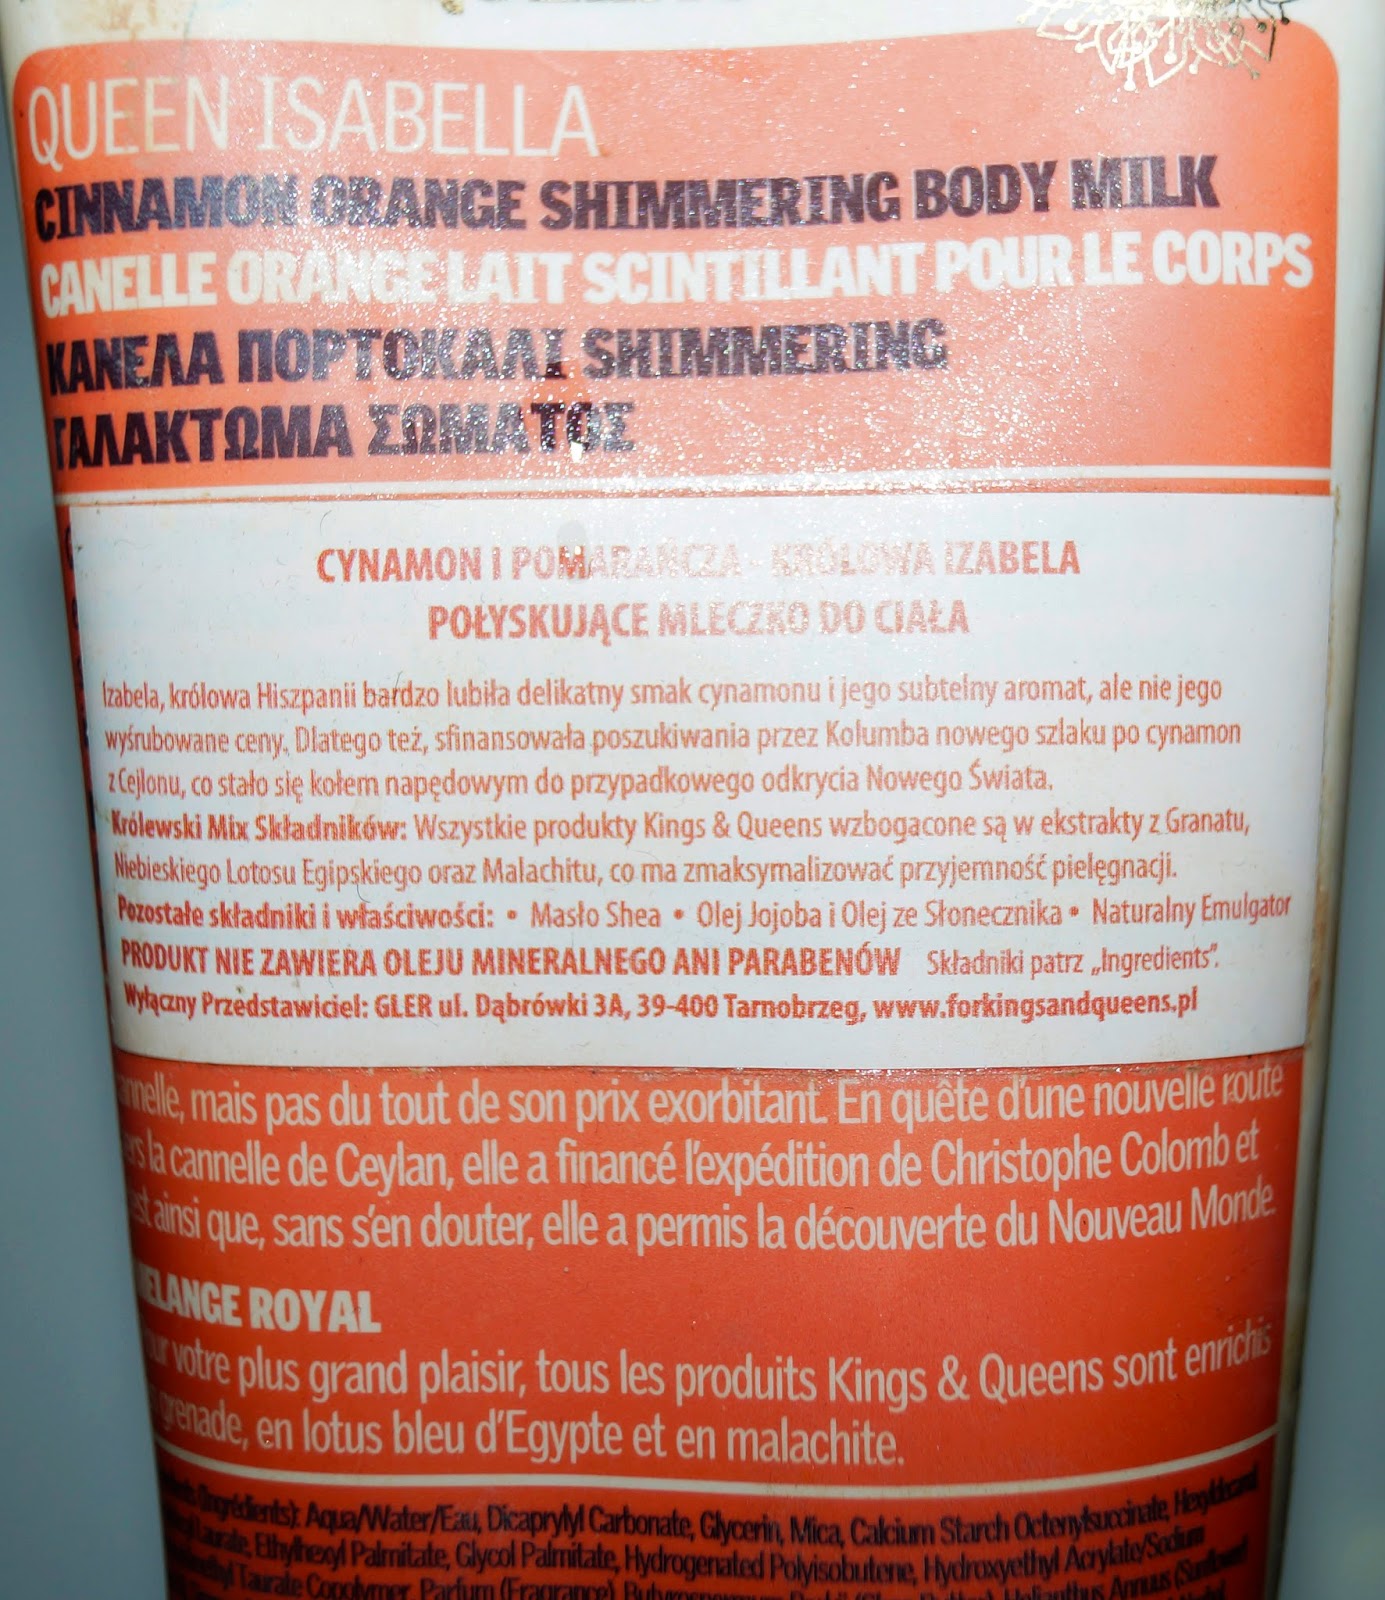 QUEEN ISABELLA
CINNAMON ORANGE SHIMMERING BODY MILK
CANELLE ORANGE LAIT SCINTILLANT POUR LE CORPS
ΚΑΝΕΛΑ ΠΟΡΤΟΚΑΛΙ SHIMMERING
ΓΑΛΑΚΤΩΜΑ ΣΩΜΑΤΟΣ
CYNAMON I POMARAŃCZA - KRÓLOWA IZABELA
POŁYSKUJĄCE MLECZKO DO CIAŁA
Izabela, królowa Hiszpanii bardzo lubiła delikatny smak cynamonu i jego subtelny aromat, ale nie jego
wyśrubowane ceny. Dlatego też, sfinansowała poszukiwania przez Kolumba nowego szlaku po cynamon
z Cejlonu, co stało się kołem napędowym do przypadkowego odkrycia Nowego Świata.
Królewski Mix Składników: Wszystkie produkty Kings & Queens wzbogacone są w ekstrakty z Granatu,
Niebieskiego Lotosu Egipskiego oraz Malachitu, co ma zmaksymalizować przyjemność pielęgnacji.
Pozostałe składniki i właściwości: • Masło Shea • Olej Jojoba i Olej ze Słonecznika • Naturalny Emulgator
PRODUKT NIE ZAWIERA OLEJU MINERALNEGO ANI PARABENÓW Składniki patrz „Ingredients”.
Wyłączny Przedstawiciel: GLER ul. Dąbrówki 3A, 39-400 Tarnobrzeg, www.forkingsandqueens.pl
mais pas du tout de son prix exorbitant. En quête d'une nouvelle route
la cannelle de Ceylan, elle a financé l'expédition de Christophe Colomb et
ainsi que, sans s'en douter, elle a permis la découverte du Nouveau Monde.
ROYAL
votre plus grand plaisir, tous les produits Kings & Queens sont enrichis
grenade, en lotus bleu d'Egypte et en malachite.
(Ingrédients): Aqua/Water/Eau, Dicaprylyl Carbonate, Glycerin, Mica, Calcium Starch Octenylsuccinate, Hexyldecanol
Laurate, Ethylhexyl Palmitate, Glycol Palmitate, Hydrogenated Polyisobutene, Hydroxyethyl Acrylate/Sodium
Taurate Copolymer, Parfum (Fragrance),